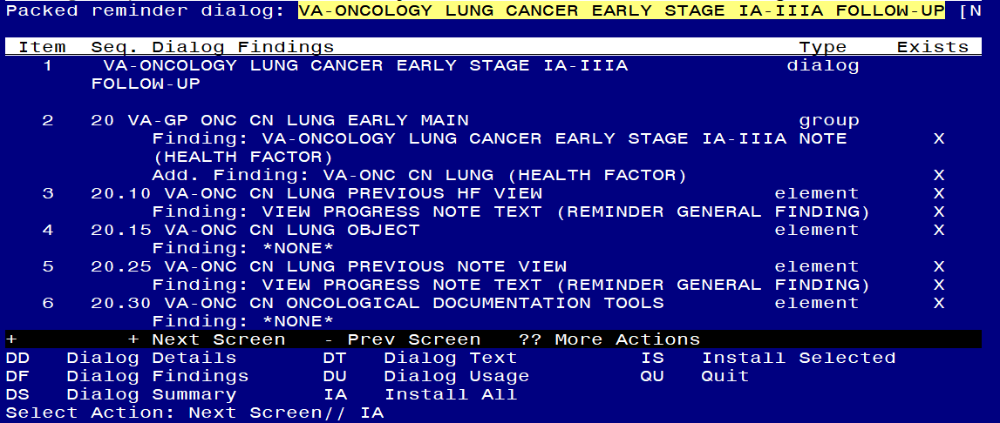 Packed reminder dialog: VA-ONCOLOGY LUNG CANCER EARLY STAGE IA-IIIA FOLLOW-UP [N
Item Seq. Dialog Findings Type Exists
1 VA-ONCOLOGY LUNG CANCER EARLY STAGE IA-IIIA dialog
FOLLOW-UP
2 20 VA-GP ONC CN LUNG EARLY MAIN group
Finding: VA-ONCOLOGY LUNG CANCER EARLY STAGE IA-IIIA NOTE X
(HEALTH FACTOR)
Add. Finding: VA-ONC CN LUNG (HEALTH FACTOR) X
3 20.10 VA-ONC CN LUNG PREVIOUS HF VIEW element X
Finding: VIEW PROGRESS NOTE TEXT (REMINDER GENERAL FINDING) X
4 20.15 VA-ONC CN LUNG OBJECT element X
Finding: *NONE*
5 20.25 VA-ONC CN LUNG PREVIOUS NOTE VIEW element X
Finding: VIEW PROGRESS NOTE TEXT (REMINDER GENERAL FINDING) X
6 20.30 VA-ONC CN ONCOLOGICAL DOCUMENTATION TOOLS element X
Finding: *NONE*
+ + Next Screen - Prev Screen ?? More Actions
DD Dialog Details DT Dialog Text IS Install Selected
DF Dialog Findings DU Dialog Usage QU Quit
DS Dialog Summary IA Install All
Select Action: Next Screen// IA